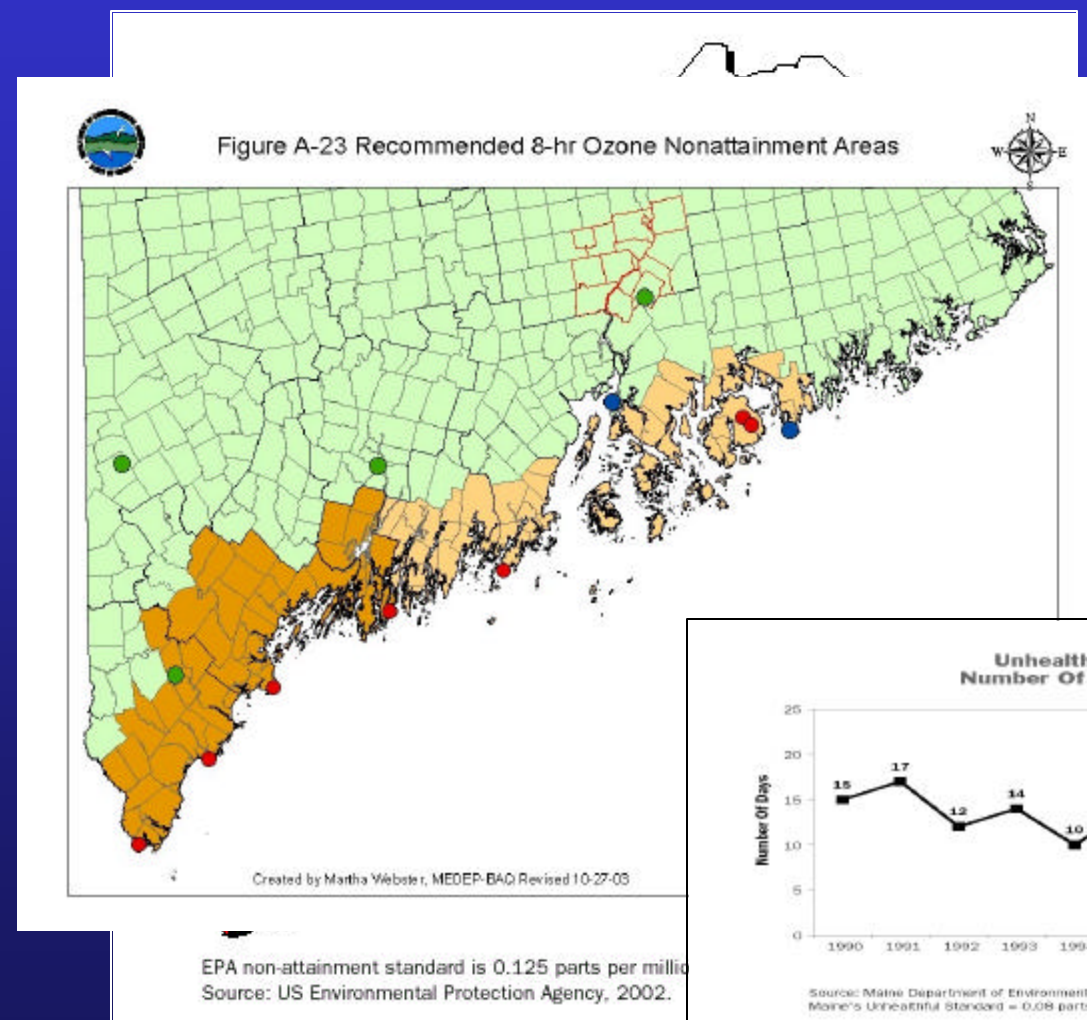 Figure A-23 Recommended 8-hr Ozone Nonattainment Areas
N
W E
S
Created by Martha Webster, MEDEP-BAQ Revised 10-27-03
Unhealth
Number Of
Number Of Days
25
20
15
10
5
0
15
17
12
14
10
1990 1991 1992 1993 199
EPA non-attainment standard is 0.125 parts per millio
Source: US Environmental Protection Agency, 2002.
Source: Maine Department of Environment
Maine's Unhealthful Standard = 0.08 parts